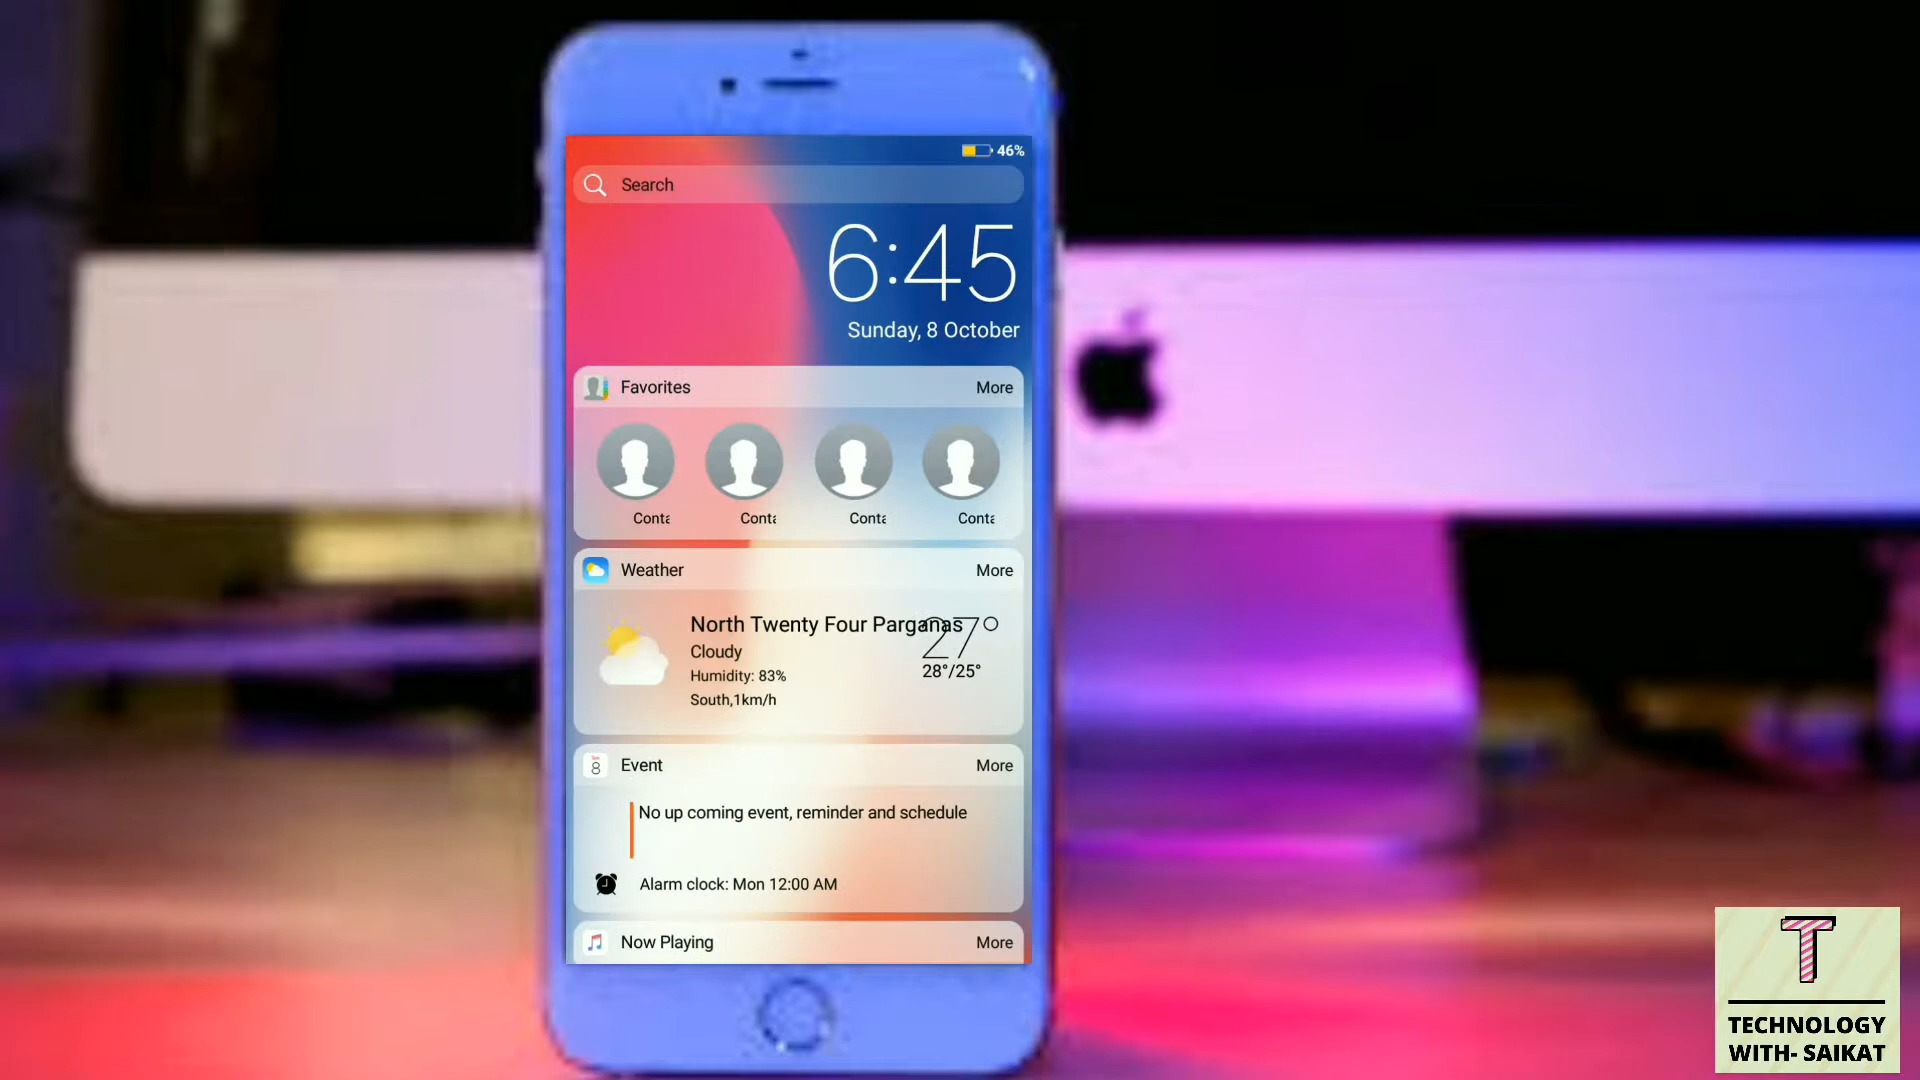 46%
Search
6:45
Sunday, 8 October
Favorites More
Conta Conta Conta Conta
Weather More
North Twenty Four Parganas 27°
Cloudy
28°/25°
Humidity: 83%
South,1km/h
8 Event More
No up coming event, reminder and schedule
Alarm clock: Mon 12:00 AM
Now Playing More
T
TECHNOLOGY
WITH- SAIKAT